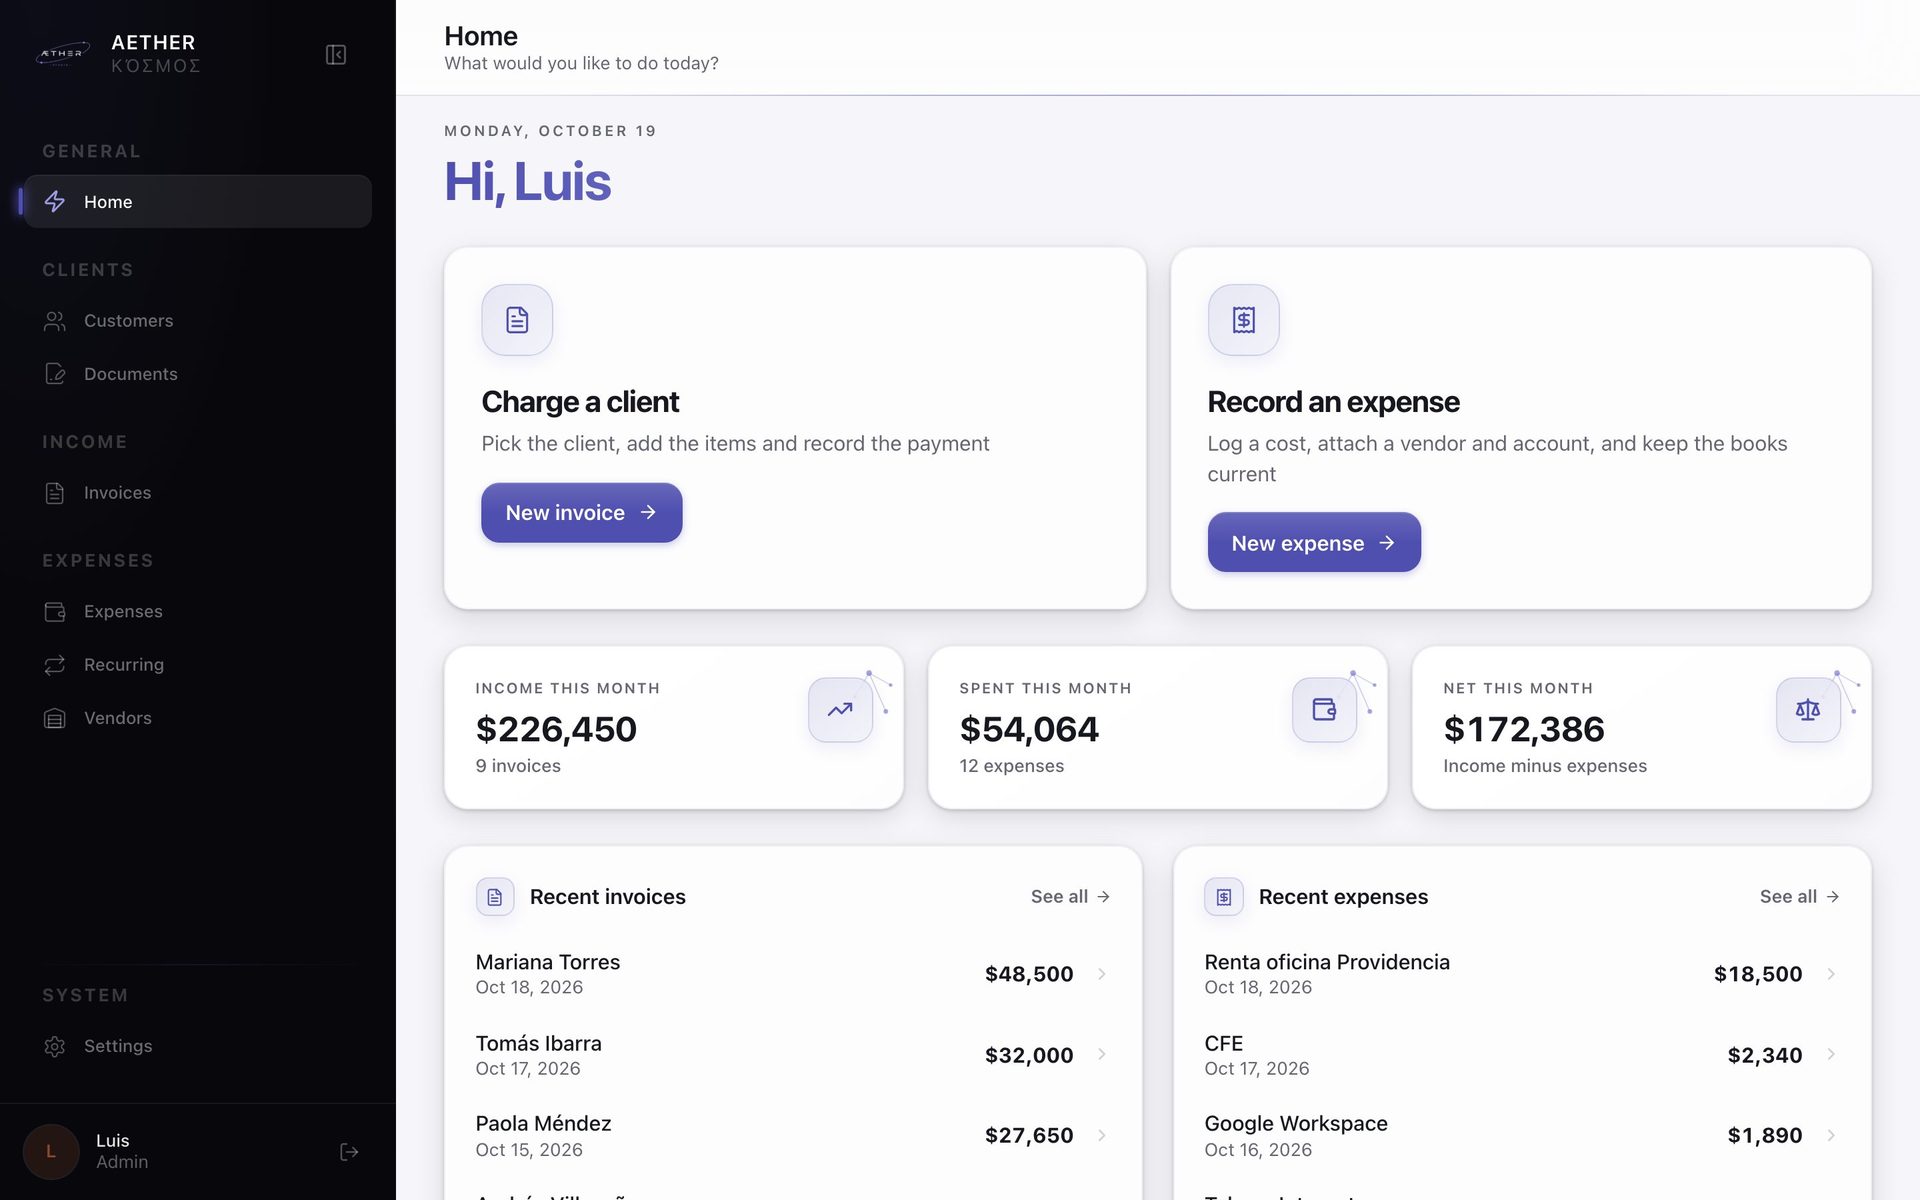 ÆTHER
AETHER
ΚΌΣΜΟΣ
GENERAL
Home
CLIENTS
Customers
Documents
INCOME
Invoices
EXPENSES
Expenses
Recurring
Vendors
SYSTEM
Settings
L
Luis
Admin
Home
What would you like to do today?
MONDAY, OCTOBER 19
Hi, Luis
Charge a client
Pick the client, add the items and record the payment
New invoice
Record an expense
Log a cost, attach a vendor and account, and keep the books
current
New expense
INCOME THIS MONTH
$226,450
9 invoices
SPENT THIS MONTH
$54,064
12 expenses
NET THIS MONTH
$172,386
Income minus expenses
Recent invoices
See all
Mariana Torres
Oct 18, 2026
$48,500
Tomás Ibarra
Oct 17, 2026
$32,000
Paola Méndez
Oct 15, 2026
$27,650
Recent expenses
See all
Renta oficina Providencia
Oct 18, 2026
$18,500
CFE
Oct 17, 2026
$2,340
Google Workspace
Oct 16, 2026
$1,890